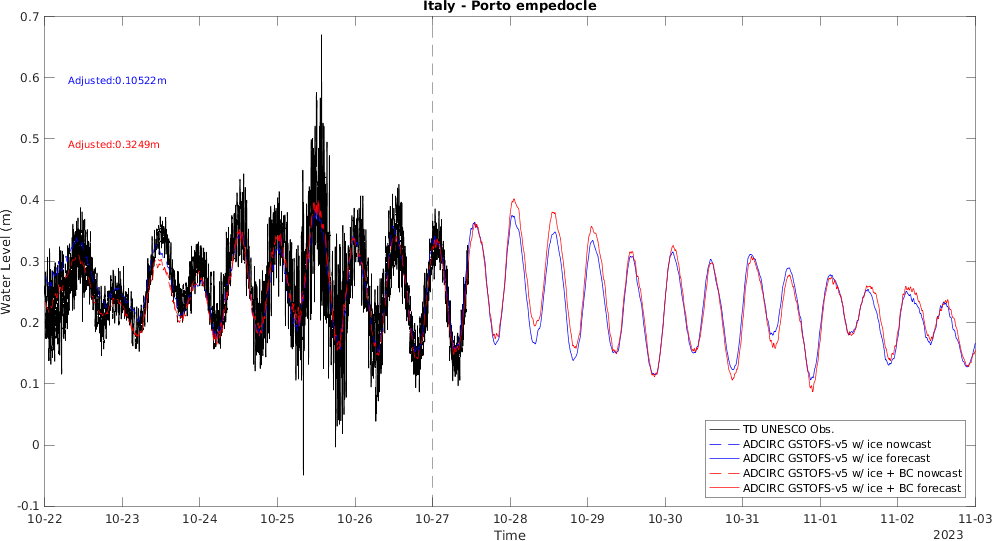 Italy - Porto empedocle
0.7
0.6
0.5
0.4
0.3
0.2
0.1
0
-0.1
Water Level (m)
Adjusted:0.10522m
Adjusted:0.3249m
TD UNESCO Obs.
ADCIRC GSTOFS-v5 w/ ice nowcast
ADCIRC GSTOFS-v5 w/ ice forecast
ADCIRC GSTOFS-v5 w/ ice + BC nowcast
ADCIRC GSTOFS-v5 w/ ice + BC forecast
10-22 10-23 10-24 10-25 10-26 10-27 10-28 10-29 10-30 10-31 11-01 11-02 11-03
Time
2023